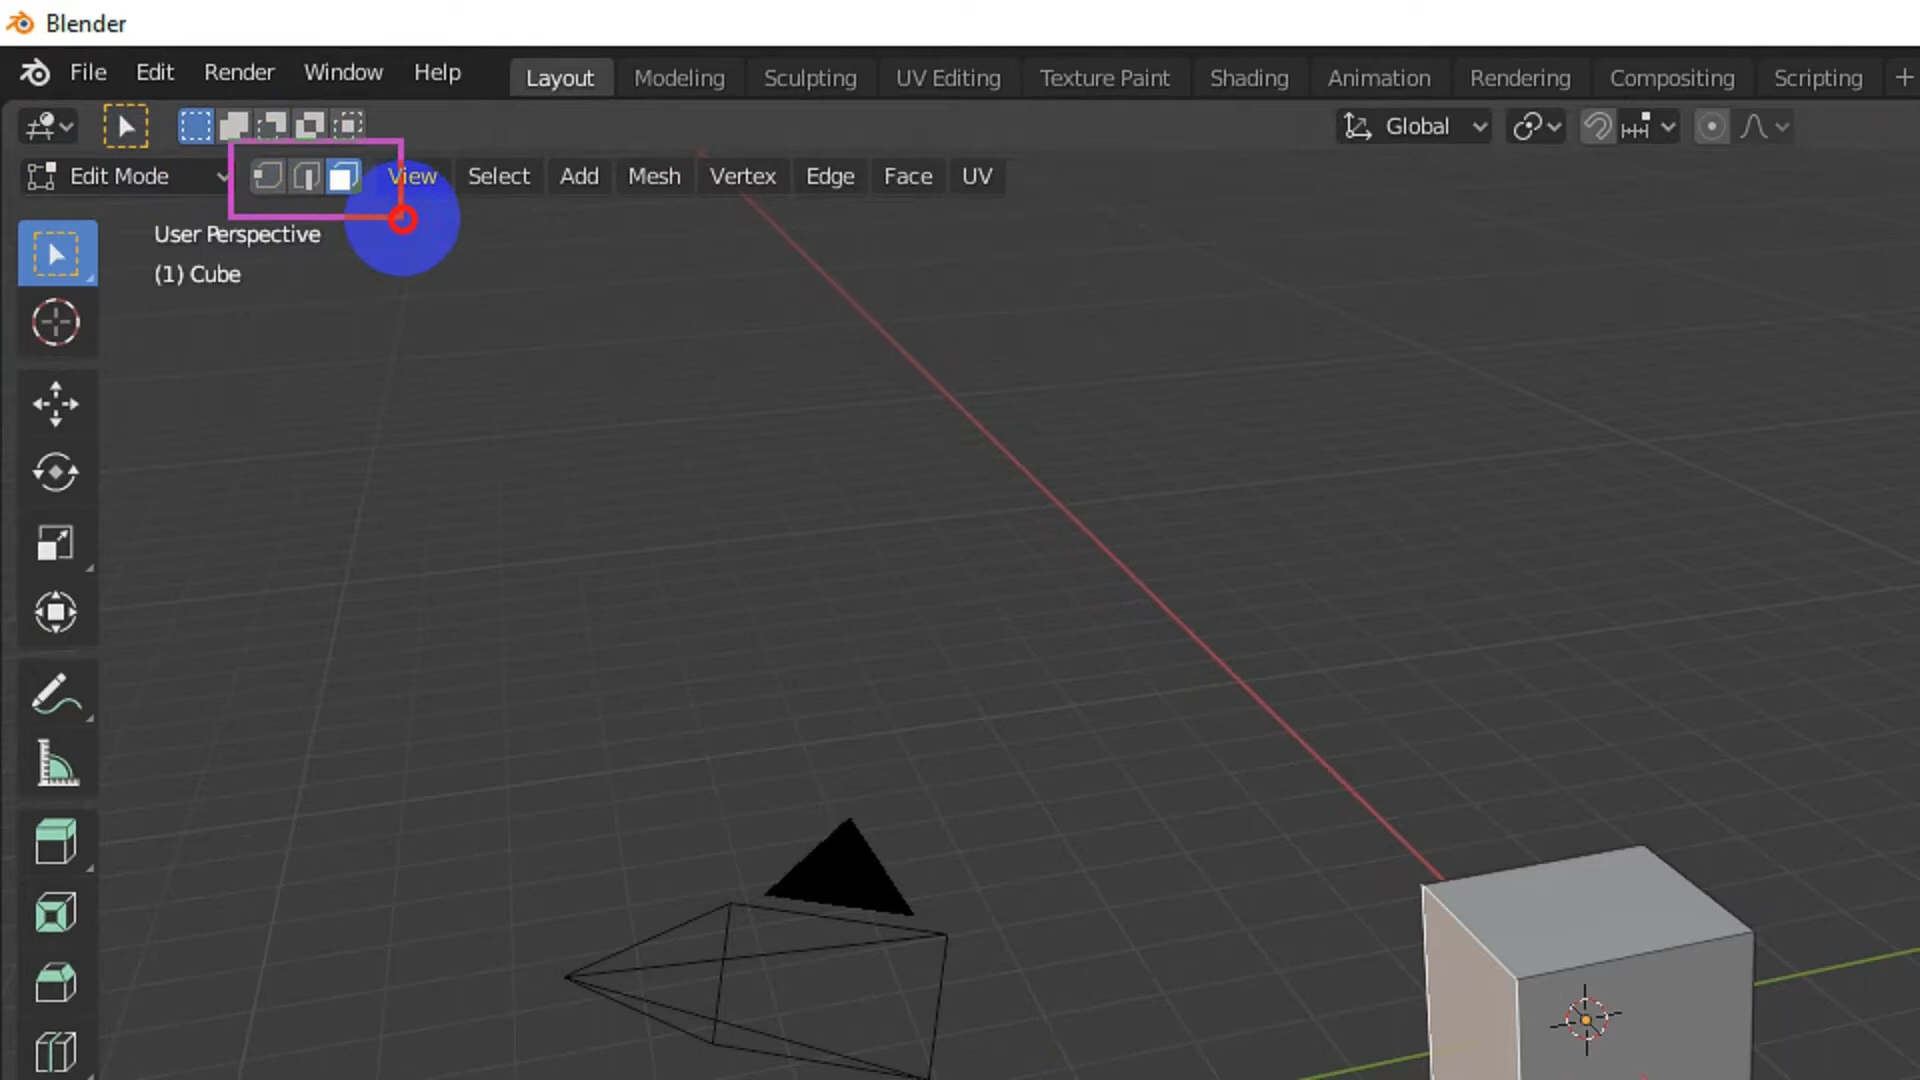 Blender
File Edit Render Window Help Layout Modeling Sculpting UV Editing Texture Paint Shading Animation Rendering Compositing Scripting +
Global
Edit Mode View Select Add Mesh Vertex Edge Face UV
User Perspective
(1) Cube